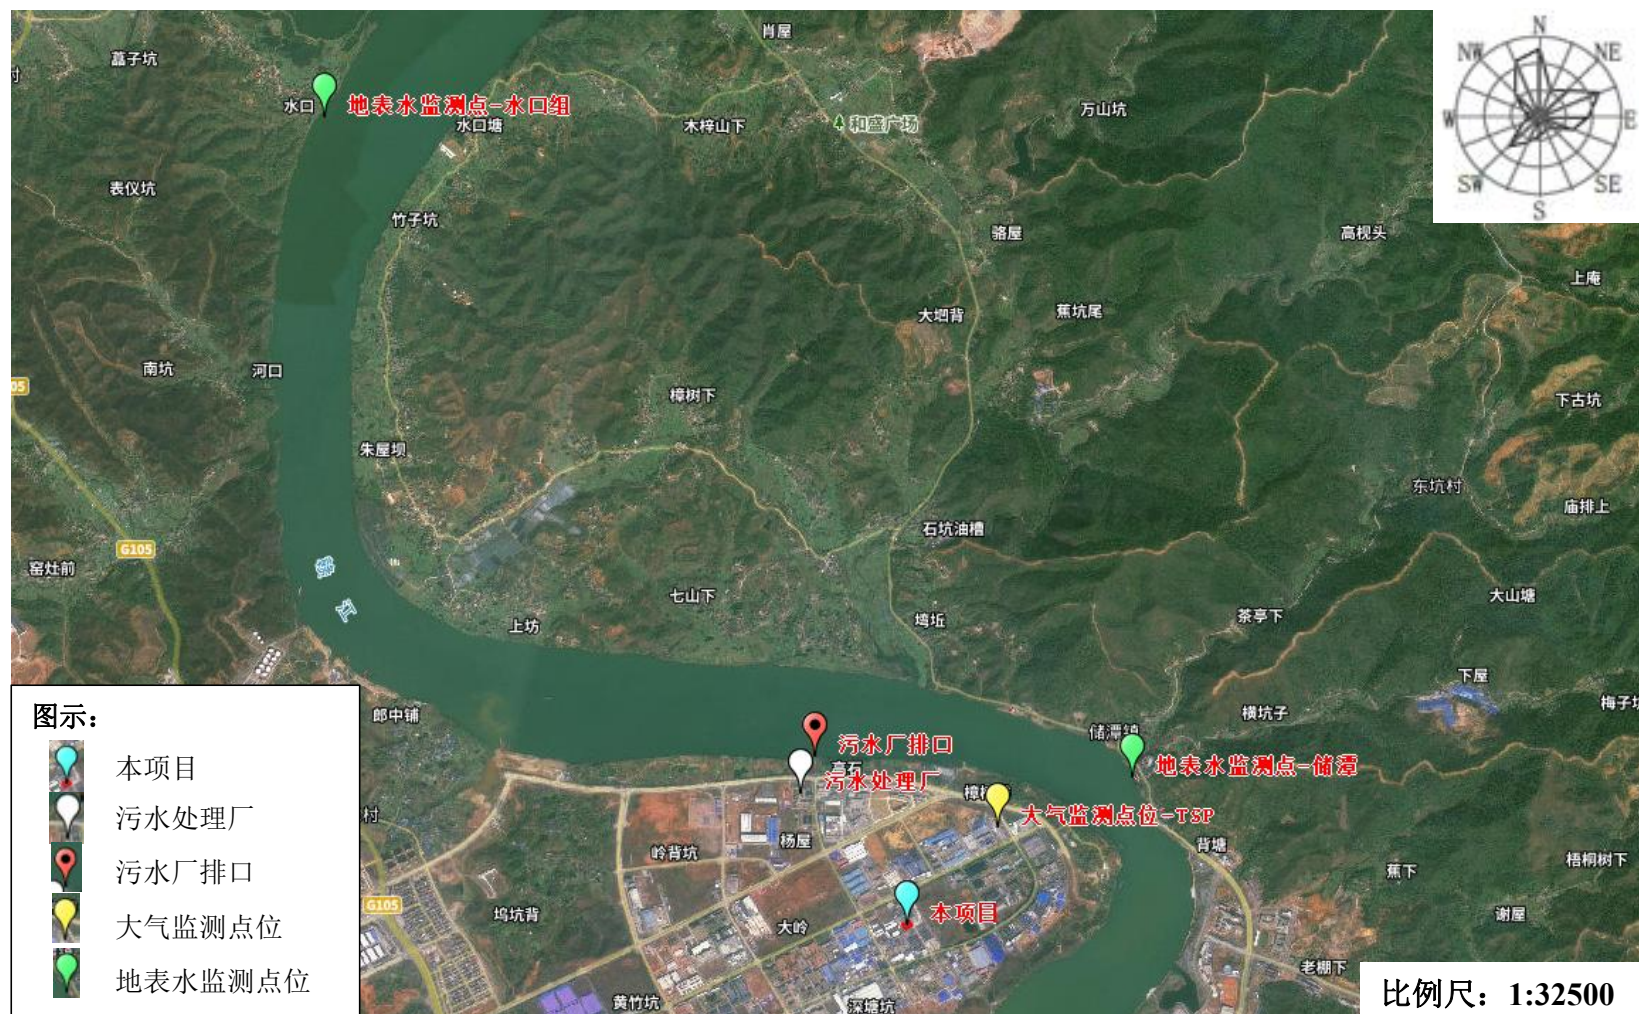 肖屋
藠子坑
村
水口
地表水监测点-水口组
水口塘
木梓山下
和盛广场
万山坑
N
NW
NE
W
E
SW
SE
S
表仪坑
竹子坑
骆屋
高枧头
上庵
大垇背
蕉坑尾
南坑
河口
05
樟树下
下古坑
朱屋坝
东坑村
庙排上
石坑油槽
G105
窑灶前
赣
江
七山下
大山塘
上坊
茶亭下
下屋
梅子坑
郎中铺
横坑子
储潭镇
污水厂排口
地表水监测点-储潭
高石
污水处理厂
大气监测点位-TSP
村
杨屋
岭背坑
背塘
蕉下
梧桐树下
G105
坞坑背
大岭
本项目
谢屋
老棚下
黄竹坑
深塘坑
图示：
本项目
污水处理厂
污水厂排口
大气监测点位
地表水监测点位
比例尺：1:32500